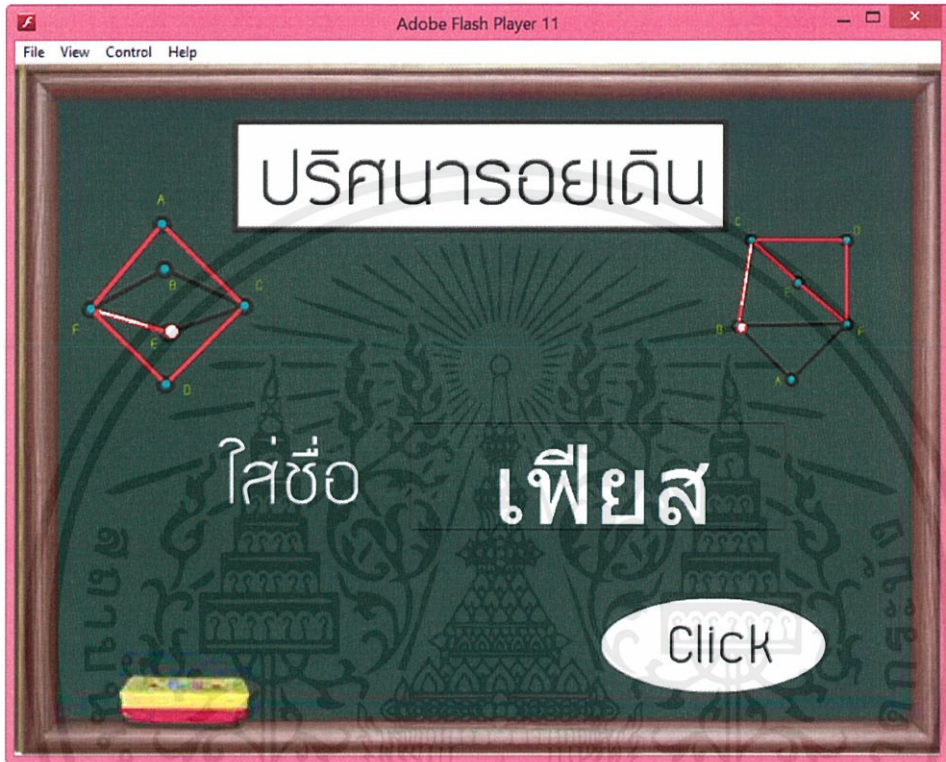 Adobe Flash Player 11
File View Control Help
ปริศนารอยเดิน
A
B
C
F
E
D
C
D
E
B
F
A
ใส่ชื่อ
เฟียส
Click